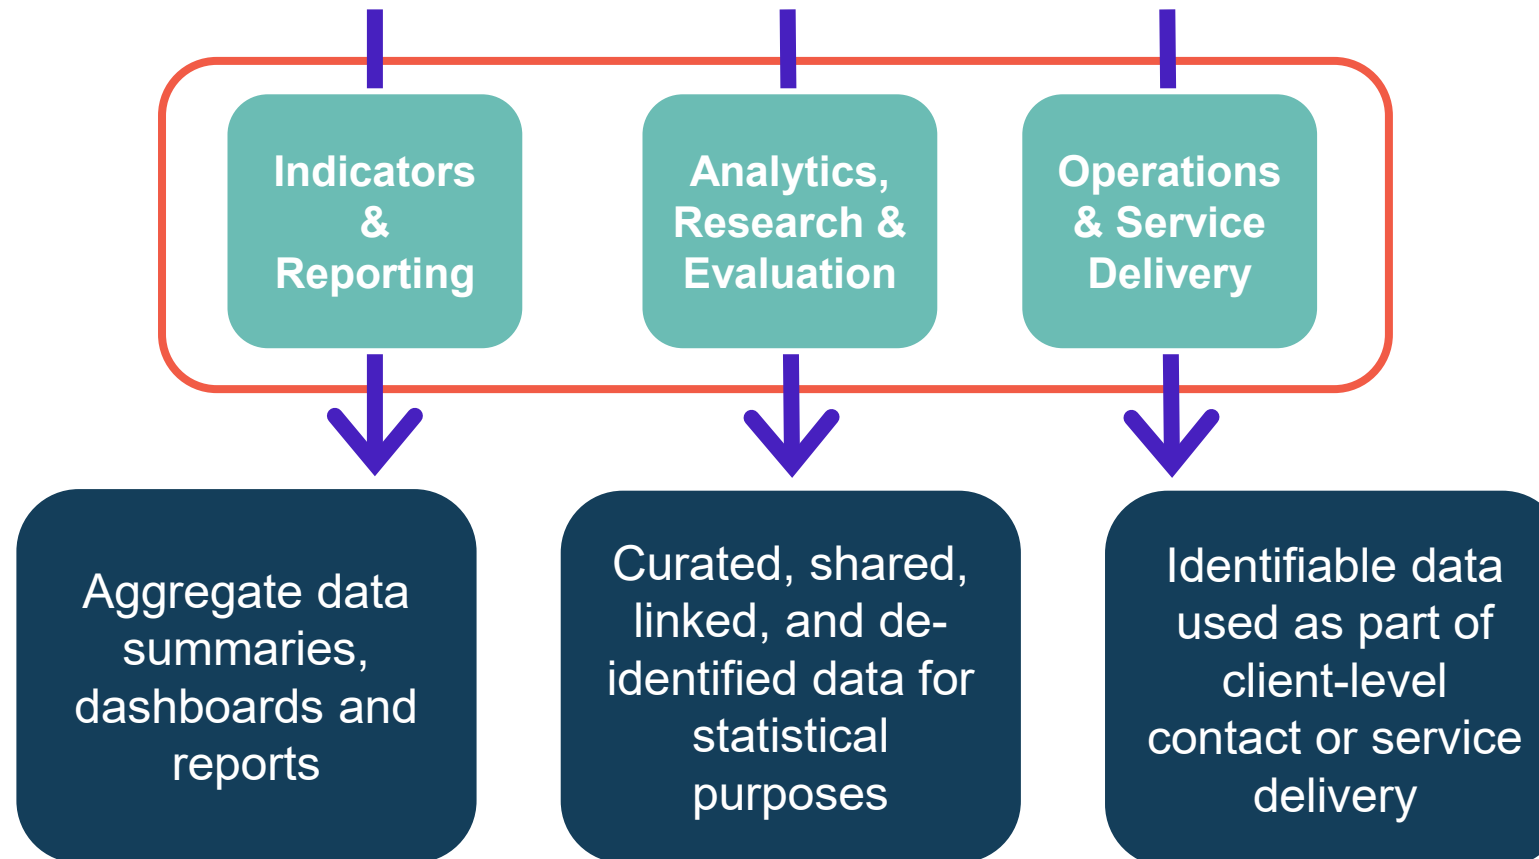 Indicators
&
Reporting
Analytics,
Research &
Evaluation
Operations
& Service
Delivery
Aggregate data
summaries,
dashboards and
reports
Curated, shared,
linked, and de-
identified data for
statistical
purposes
Identifiable data
used as part of
client-level
contact or service
delivery